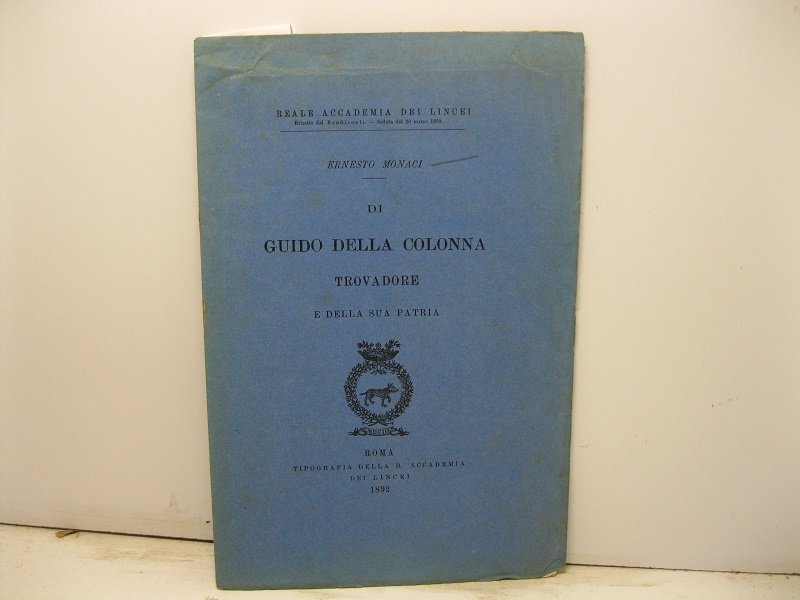 REALE ACCADEMIA DEI LINCEI
Estratto dai Rendiconti. — Seduta del 20 marzo 1892.
ERNESTO MONACI
DI
GUIDO DELLA COLONNA
TROVADORE
E DELLA SUA PATRIA
ROMA
TIPOGRAFIA DELLA R. ACCADEMIA
DEI LINCEI
1892